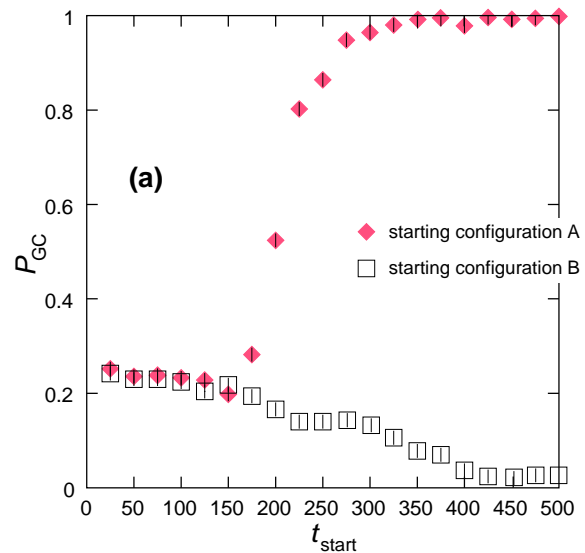 1
0.8
0.6
0.4
0.2
0
P_GC
(a)
starting configuration A
starting configuration B
0 50 100 150 200 250 300 350 400 450 500
t_start